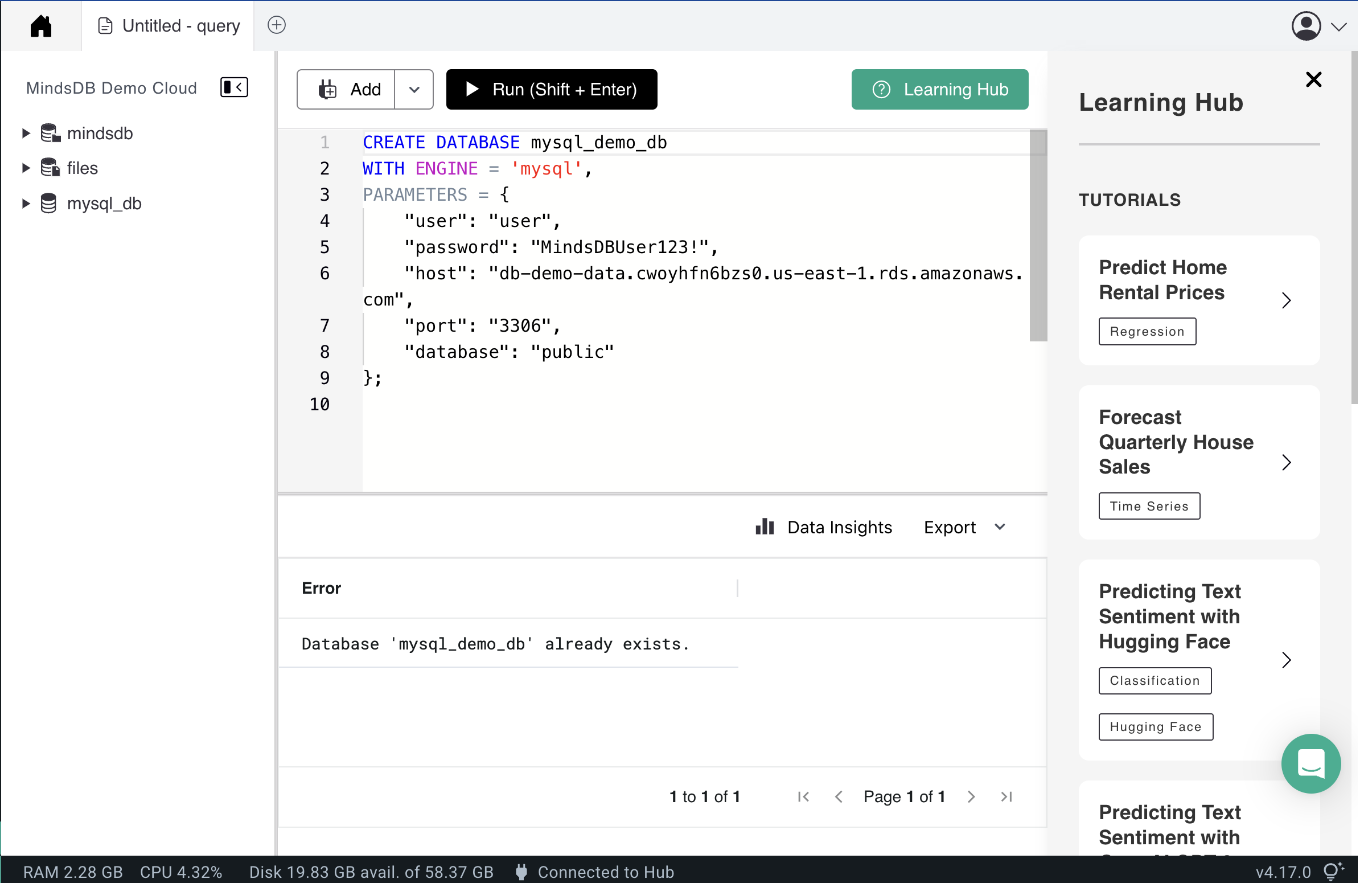 Untitled - query
MindsDB Demo Cloud
mindsdb
files
mysql_db
Add
Run (Shift + Enter)
Learning Hub
1 CREATE DATABASE mysql_demo_db
2 WITH ENGINE = 'mysql',
3 PARAMETERS = {
4 "user": "user",
5 "password": "MindsDBUser123!",
6 "host": "db-demo-data.cwoyhfn6bzs0.us-east-1.rds.amazonaws.
com",
7 "port": "3306",
8 "database": "public"
9 };
10
Data Insights
Export
Error
Database 'mysql_demo_db' already exists.
1 to 1 of 1
Page 1 of 1
Learning Hub
TUTORIALS
Predict Home
Rental Prices
Regression
Forecast
Quarterly House
Sales
Time Series
Predicting Text
Sentiment with
Hugging Face
Classification
Hugging Face
Predicting Text
Sentiment with
RAM 2.28 GB CPU 4.32% Disk 19.83 GB avail. of 58.37 GB Connected to Hub
v4.17.0